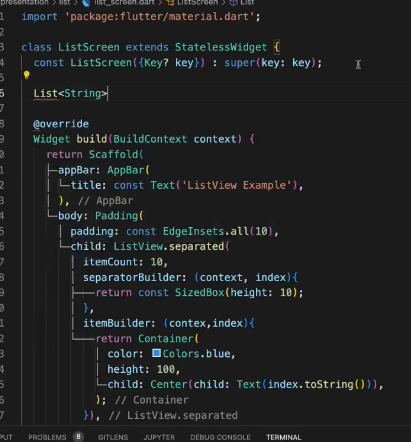 presentation > list > list_screen.dart > ListScreen > List
1 import 'package:flutter/material.dart';
2
3 class ListScreen extends StatelessWidget {
4 const ListScreen({Key? key}) : super(key: key);
5
6 List<String>
7
8 @override
9 Widget build(BuildContext context) {
0 return Scaffold(
1 appBar: AppBar(
2 title: const Text('ListView Example'),
3 ), // AppBar
4 body: Padding(
5 padding: const EdgeInsets.all(10),
6 child: ListView.separated(
7 itemCount: 10,
8 separatorBuilder: (context, index){
9 return const SizedBox(height: 10);
0 },
1 itemBuilder: (contex,index){
2 return Container(
3 color: Colors.blue,
4 height: 100,
5 child: Center(child: Text(index.toString())),
6 ); // Container
7 }), // ListView.separated
PUT PROBLEMS 8 GITLENS JUPYTER DEBUG CONSOLE TERMINAL